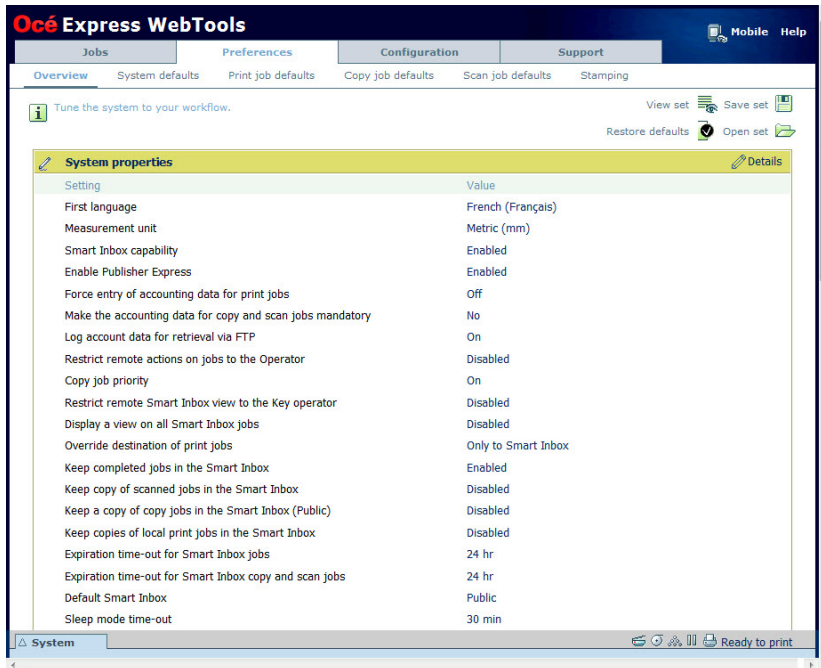 Océ Express WebTools
Mobile Help
Jobs Preferences Configuration Support
Overview System defaults Print job defaults Copy job defaults Scan job defaults Stamping
Tune the system to your workflow.
View set Save set
Restore defaults Open set
System properties Details
Setting Value
First language French (Français)
Measurement unit Metric (mm)
Smart Inbox capability Enabled
Enable Publisher Express Enabled
Force entry of accounting data for print jobs Off
Make the accounting data for copy and scan jobs mandatory No
Log account data for retrieval via FTP On
Restrict remote actions on jobs to the Operator Disabled
Copy job priority On
Restrict remote Smart Inbox view to the Key operator Disabled
Display a view on all Smart Inbox jobs Disabled
Override destination of print jobs Only to Smart Inbox
Keep completed jobs in the Smart Inbox Enabled
Keep copy of scanned jobs in the Smart Inbox Disabled
Keep a copy of copy jobs in the Smart Inbox (Public) Disabled
Keep copies of local print jobs in the Smart Inbox Disabled
Expiration time-out for Smart Inbox jobs 24 hr
Expiration time-out for Smart Inbox copy and scan jobs 24 hr
Default Smart Inbox Public
Sleep mode time-out 30 min
System Ready to print